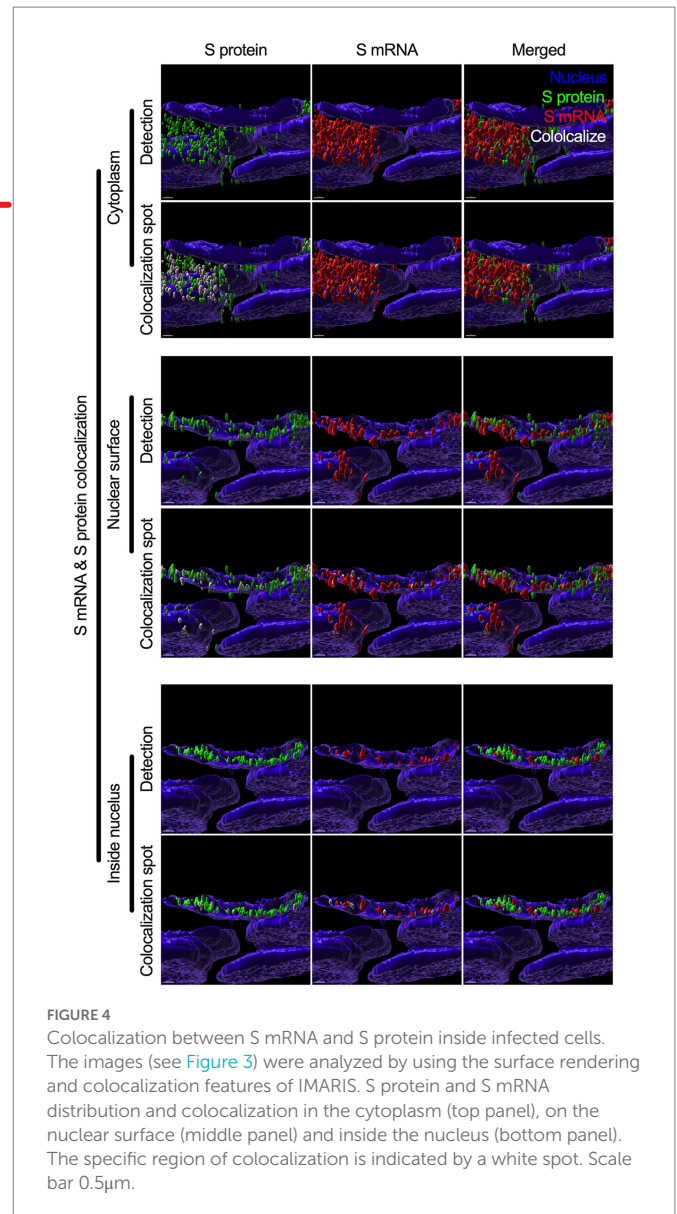 S protein
S mRNA
Merged
Nucleus
S protein
S mRNA
Cololcalize
S mRNA & S protein colocalization
Cytoplasm
Detection
Colocalization spot
Nuclear surface
Detection
Colocalization spot
Inside nucelus
Detection
Colocalization spot
FIGURE 4
Colocalization between S mRNA and S protein inside infected cells.
The images (see Figure 3) were analyzed by using the surface rendering
and colocalization features of IMARIS. S protein and S mRNA
distribution and colocalization in the cytoplasm (top panel), on the
nuclear surface (middle panel) and inside the nucleus (bottom panel).
The specific region of colocalization is indicated by a white spot. Scale
bar 0.5μm.